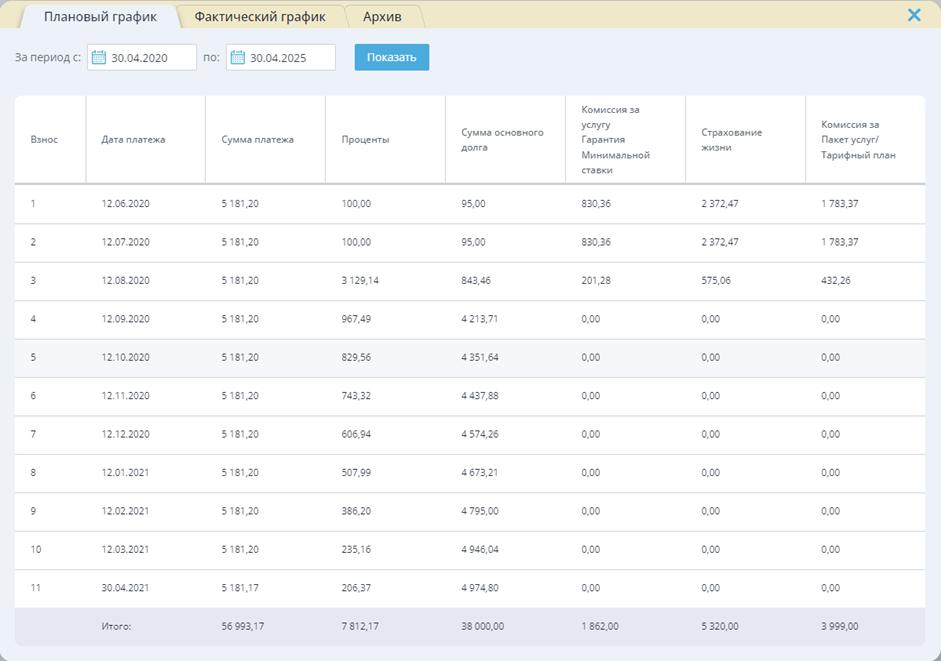 Плановый график Фактический график Архив
За период с: 30.04.2020 по: 30.04.2025 Показать
Взнос Дата платежа Сумма платежа Проценты Сумма основного долга Комиссия за услугу Гарантия Минимальной ставки Страхование жизни Комиссия за Пакет услуг/ Тарифный план
1 12.06.2020 5 181,20 100,00 95,00 830,36 2 372,47 1 783,37
2 12.07.2020 5 181,20 100,00 95,00 830,36 2 372,47 1 783,37
3 12.08.2020 5 181,20 3 129,14 843,46 201,28 575,06 432,26
4 12.09.2020 5 181,20 967,49 4 213,71 0,00 0,00 0,00
5 12.10.2020 5 181,20 829,56 4 351,64 0,00 0,00 0,00
6 12.11.2020 5 181,20 743,32 4 437,88 0,00 0,00 0,00
7 12.12.2020 5 181,20 606,94 4 574,26 0,00 0,00 0,00
8 12.01.2021 5 181,20 507,99 4 673,21 0,00 0,00 0,00
9 12.02.2021 5 181,20 386,20 4 795,00 0,00 0,00 0,00
10 12.03.2021 5 181,20 235,16 4 946,04 0,00 0,00 0,00
11 30.04.2021 5 181,17 206,37 4 974,80 0,00 0,00 0,00
Итого: 56 993,17 7 812,17 38 000,00 1 862,00 5 320,00 3 999,00